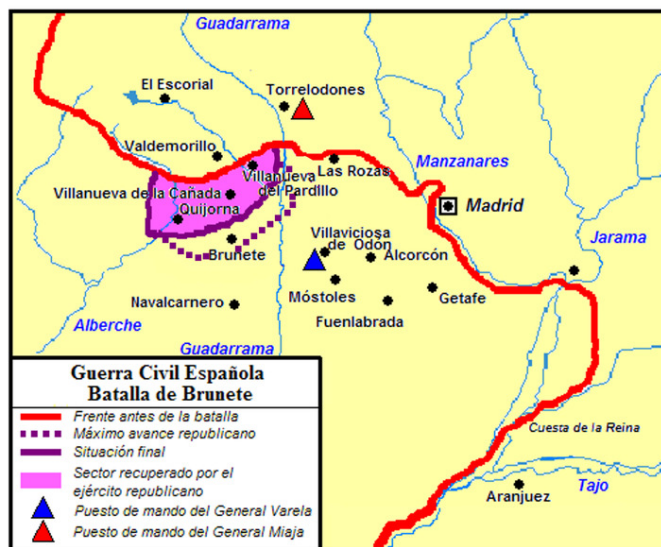 Guadarrama
El Escorial
Torrelodones
Valdemorillo
Manzanares
Las Rozas
Villanueva
del Pardillo
Villanueva de la Cañada
Quijorna
Madrid
Villaviciosa
de Odón
Jarama
Brunete
Alcorcón
Móstoles
Getafe
Navalcarnero
Fuenlabrada
Alberche
Guadarrama
Guerra Civil Española
Batalla de Brunete
Frente antes de la batalla
Máximo avance republicano
Situación final
Sector recuperado por el
ejército republicano
Puesto de mando del General Varela
Puesto de mando del General Miaja
Cuesta de la Reina
Aranjuez
Tajo